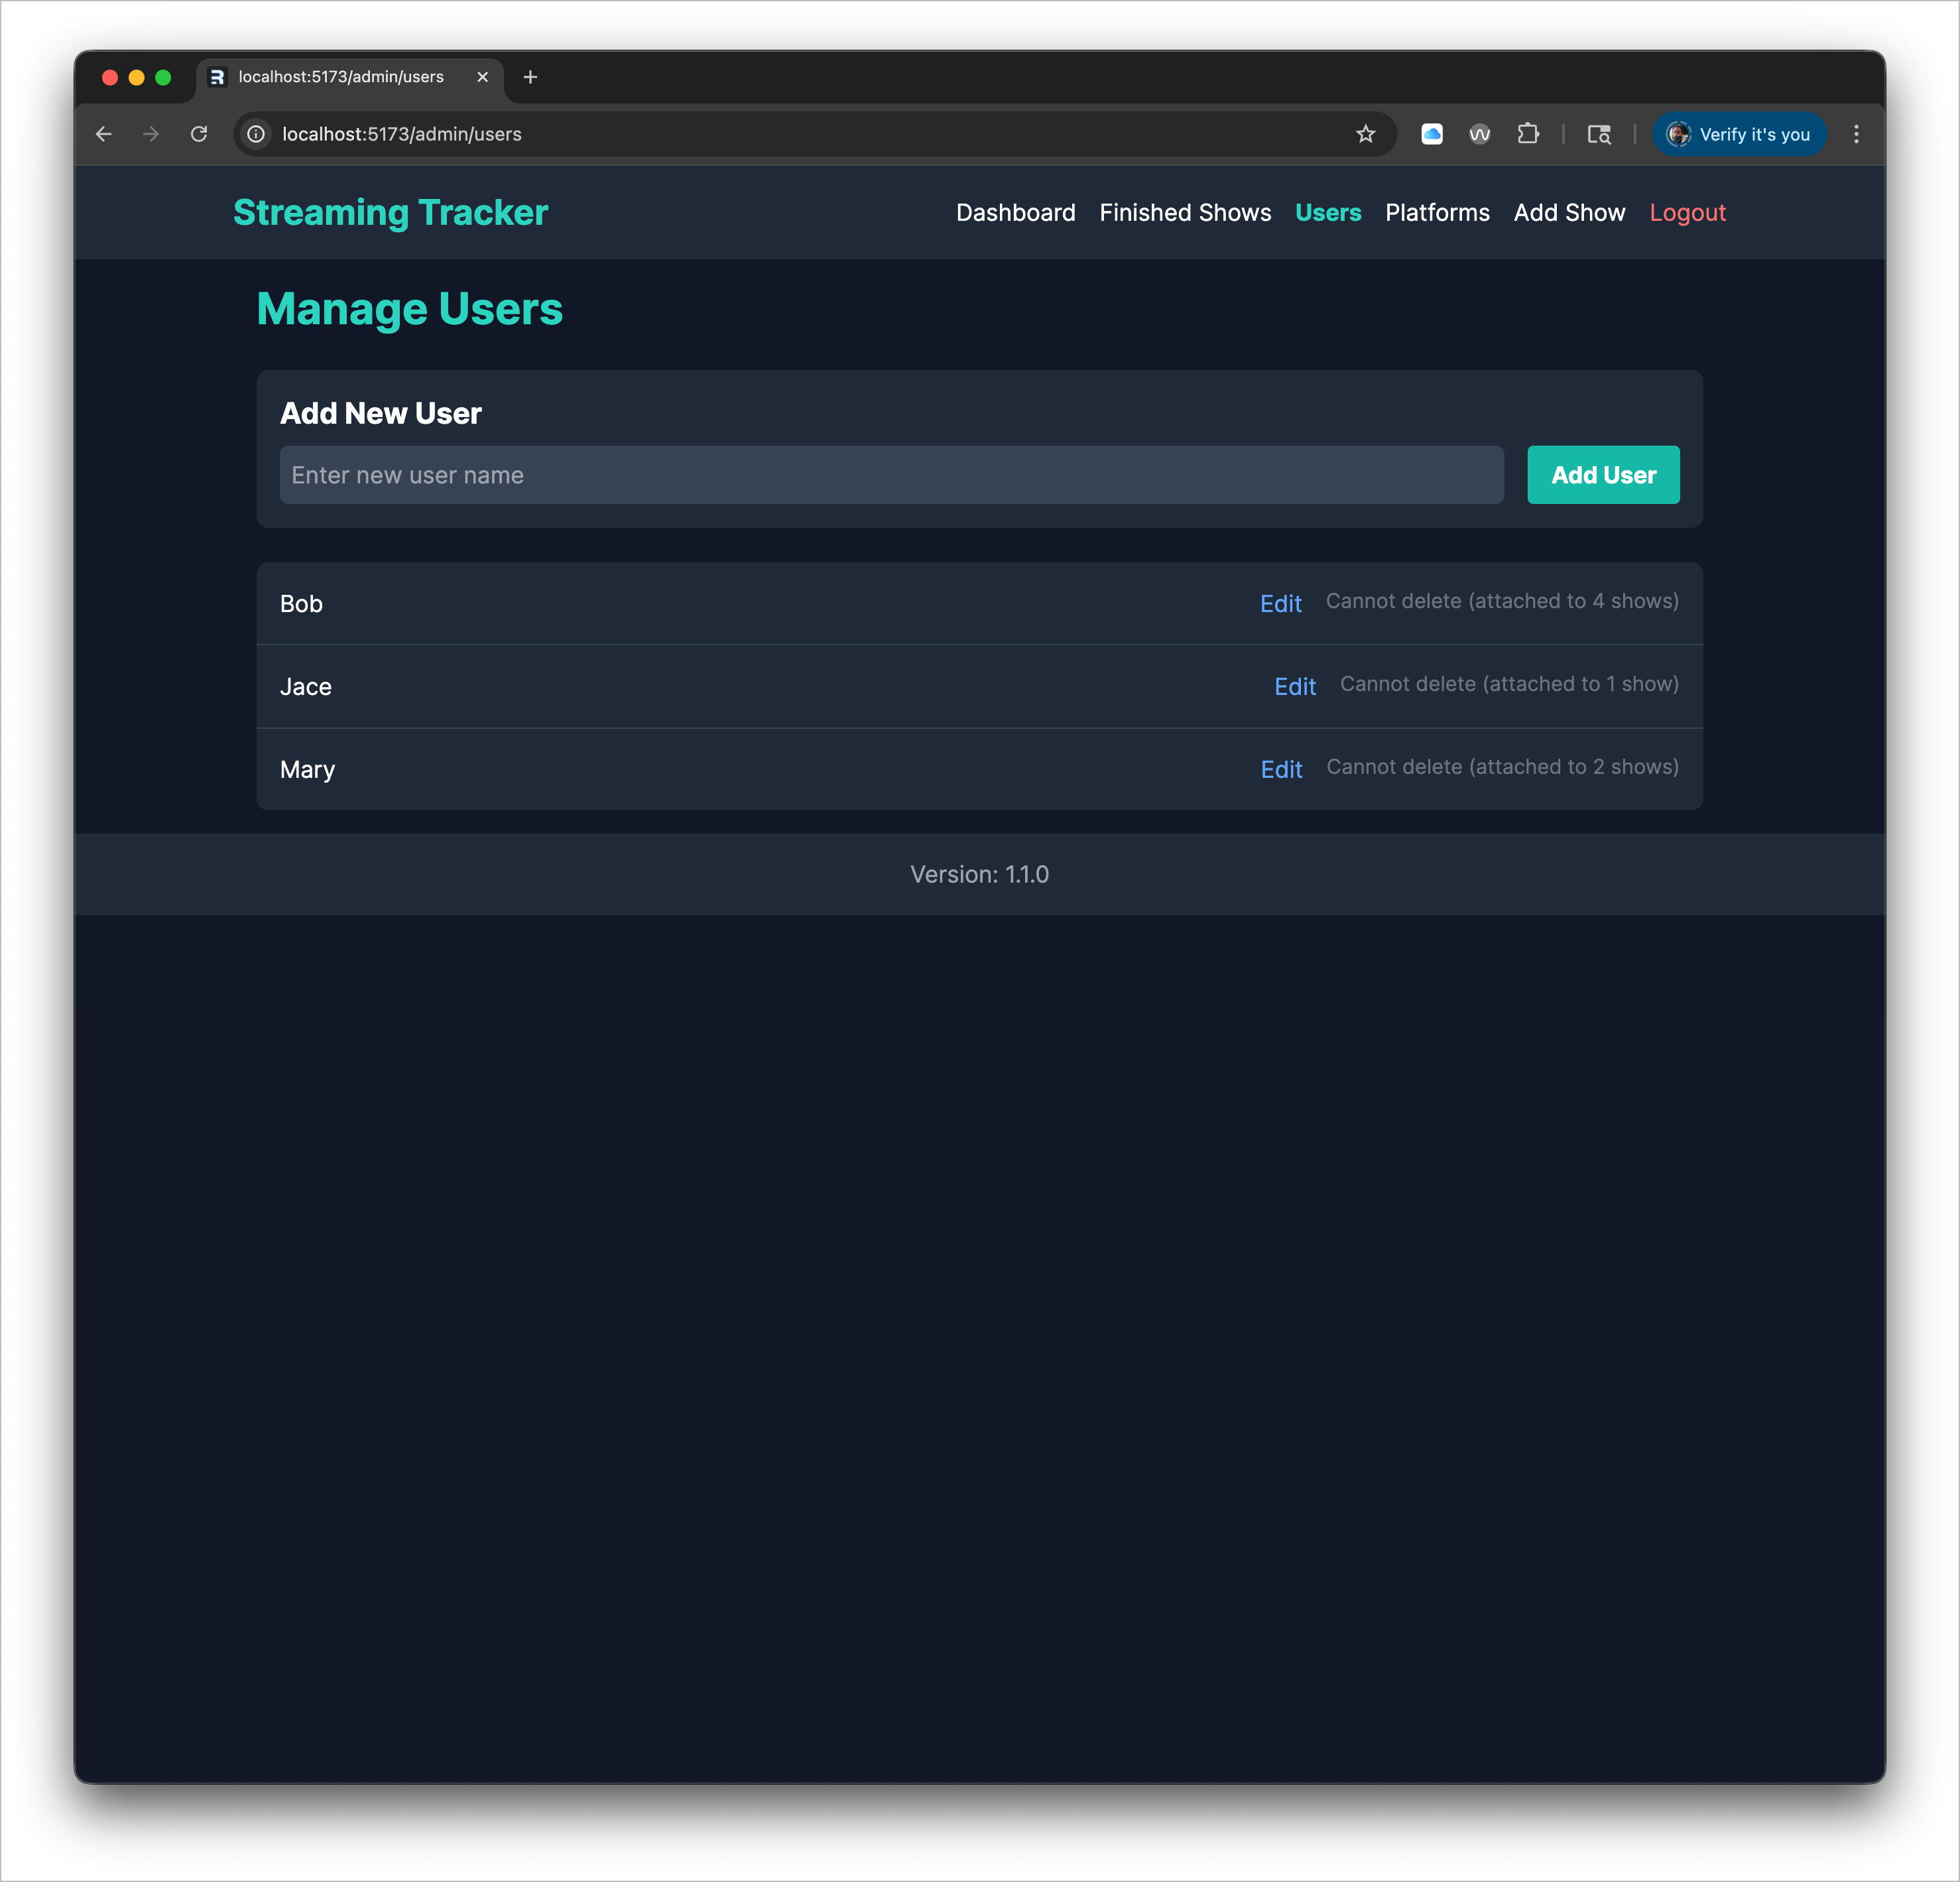 localhost:5173/admin/users
localhost:5173/admin/users
Verify it's you
Streaming Tracker
Dashboard Finished Shows Users Platforms Add Show Logout
Manage Users
Add New User
Enter new user name
Add User
Bob Edit Cannot delete (attached to 4 shows)
Jace Edit Cannot delete (attached to 1 show)
Mary Edit Cannot delete (attached to 2 shows)
Version: 1.1.0